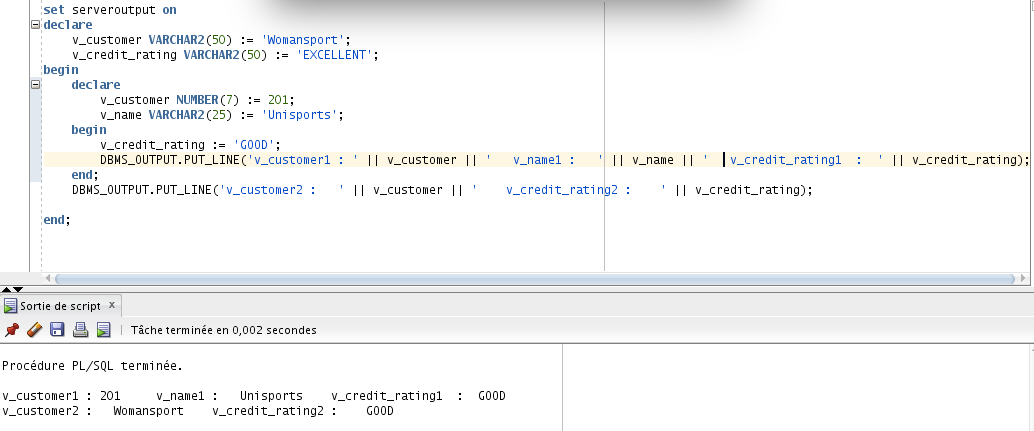 set serveroutput on
declare
    v_customer VARCHAR2(50) := 'Womansport';
    v_credit_rating VARCHAR2(50) := 'EXCELLENT';
begin
    declare
        v_customer NUMBER(7) := 201;
        v_name VARCHAR2(25) := 'Unisports';
    begin
        v_credit_rating := 'GOOD';
        DBMS_OUTPUT.PUT_LINE('v_customer1 : ' || v_customer || '   v_name1 :   ' || v_name || '   v_credit_rating1  :  ' || v_credit_rating);
    end;
    DBMS_OUTPUT.PUT_LINE('v_customer2 :   ' || v_customer || '    v_credit_rating2 :    ' || v_credit_rating);
end;
Sortie de script x
Tâche terminée en 0,002 secondes
Procédure PL/SQL terminée.
v_customer1 : 201     v_name1 :   Unisports    v_credit_rating1  :  GOOD
v_customer2 :   Womansport    v_credit_rating2 :    GOOD